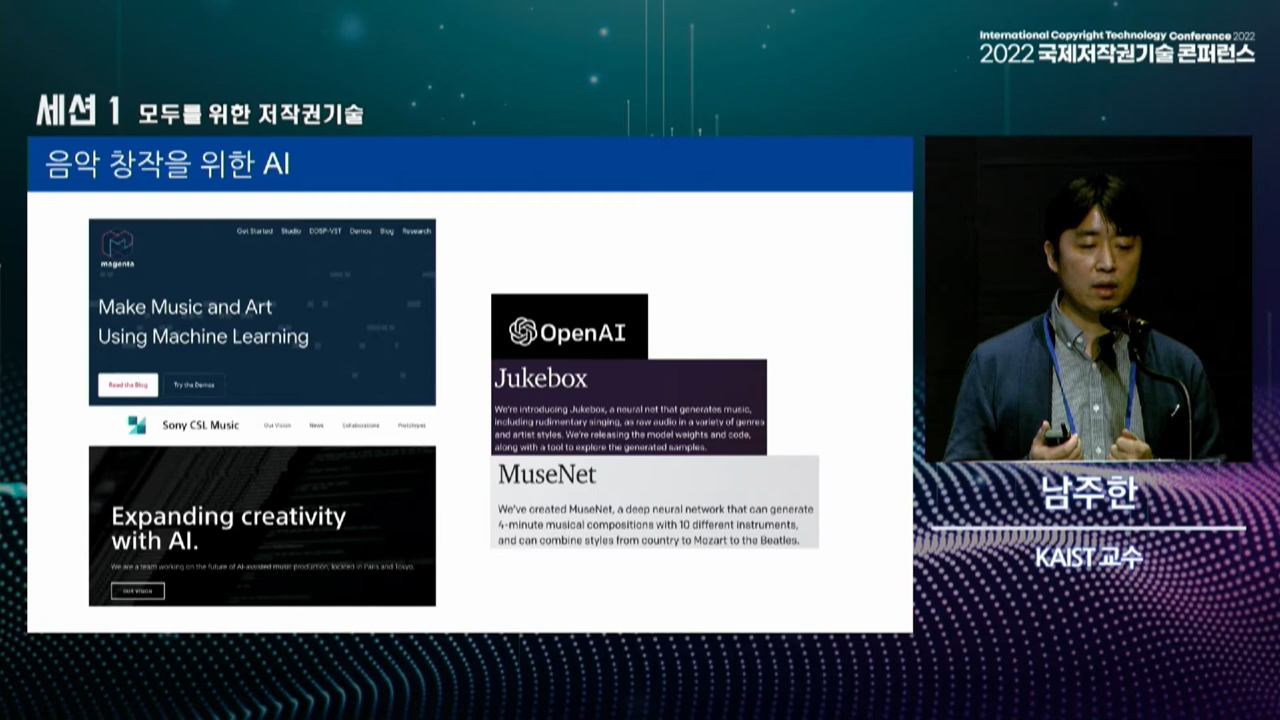 International Copyright Technology Conference 2022
2022 국제저작권기술 콘퍼런스
세션 1 모두를 위한 저작권기술
음악 창작을 위한 AI
Get Started Studio DDSP-VST Demos Blog Research
magenta
Make Music and Art
Using Machine Learning
Read the Blog Try the Demos
Sony CSL Music Our Vision News Collaborations Prototypes
Expanding creativity
with AI.
We are a team working on the future of AI-assisted music production, located in Paris and Tokyo.
OUR VISION
OpenAI
Jukebox
We're introducing Jukebox, a neural net that generates music,
including rudimentary singing, as raw audio in a variety of genres
and artist styles. We're releasing the model weights and code,
along with a tool to explore the generated samples.
MuseNet
We've created MuseNet, a deep neural network that can generate
4-minute musical compositions with 10 different instruments,
and can combine styles from country to Mozart to the Beatles.
남주한
KAIST 교수